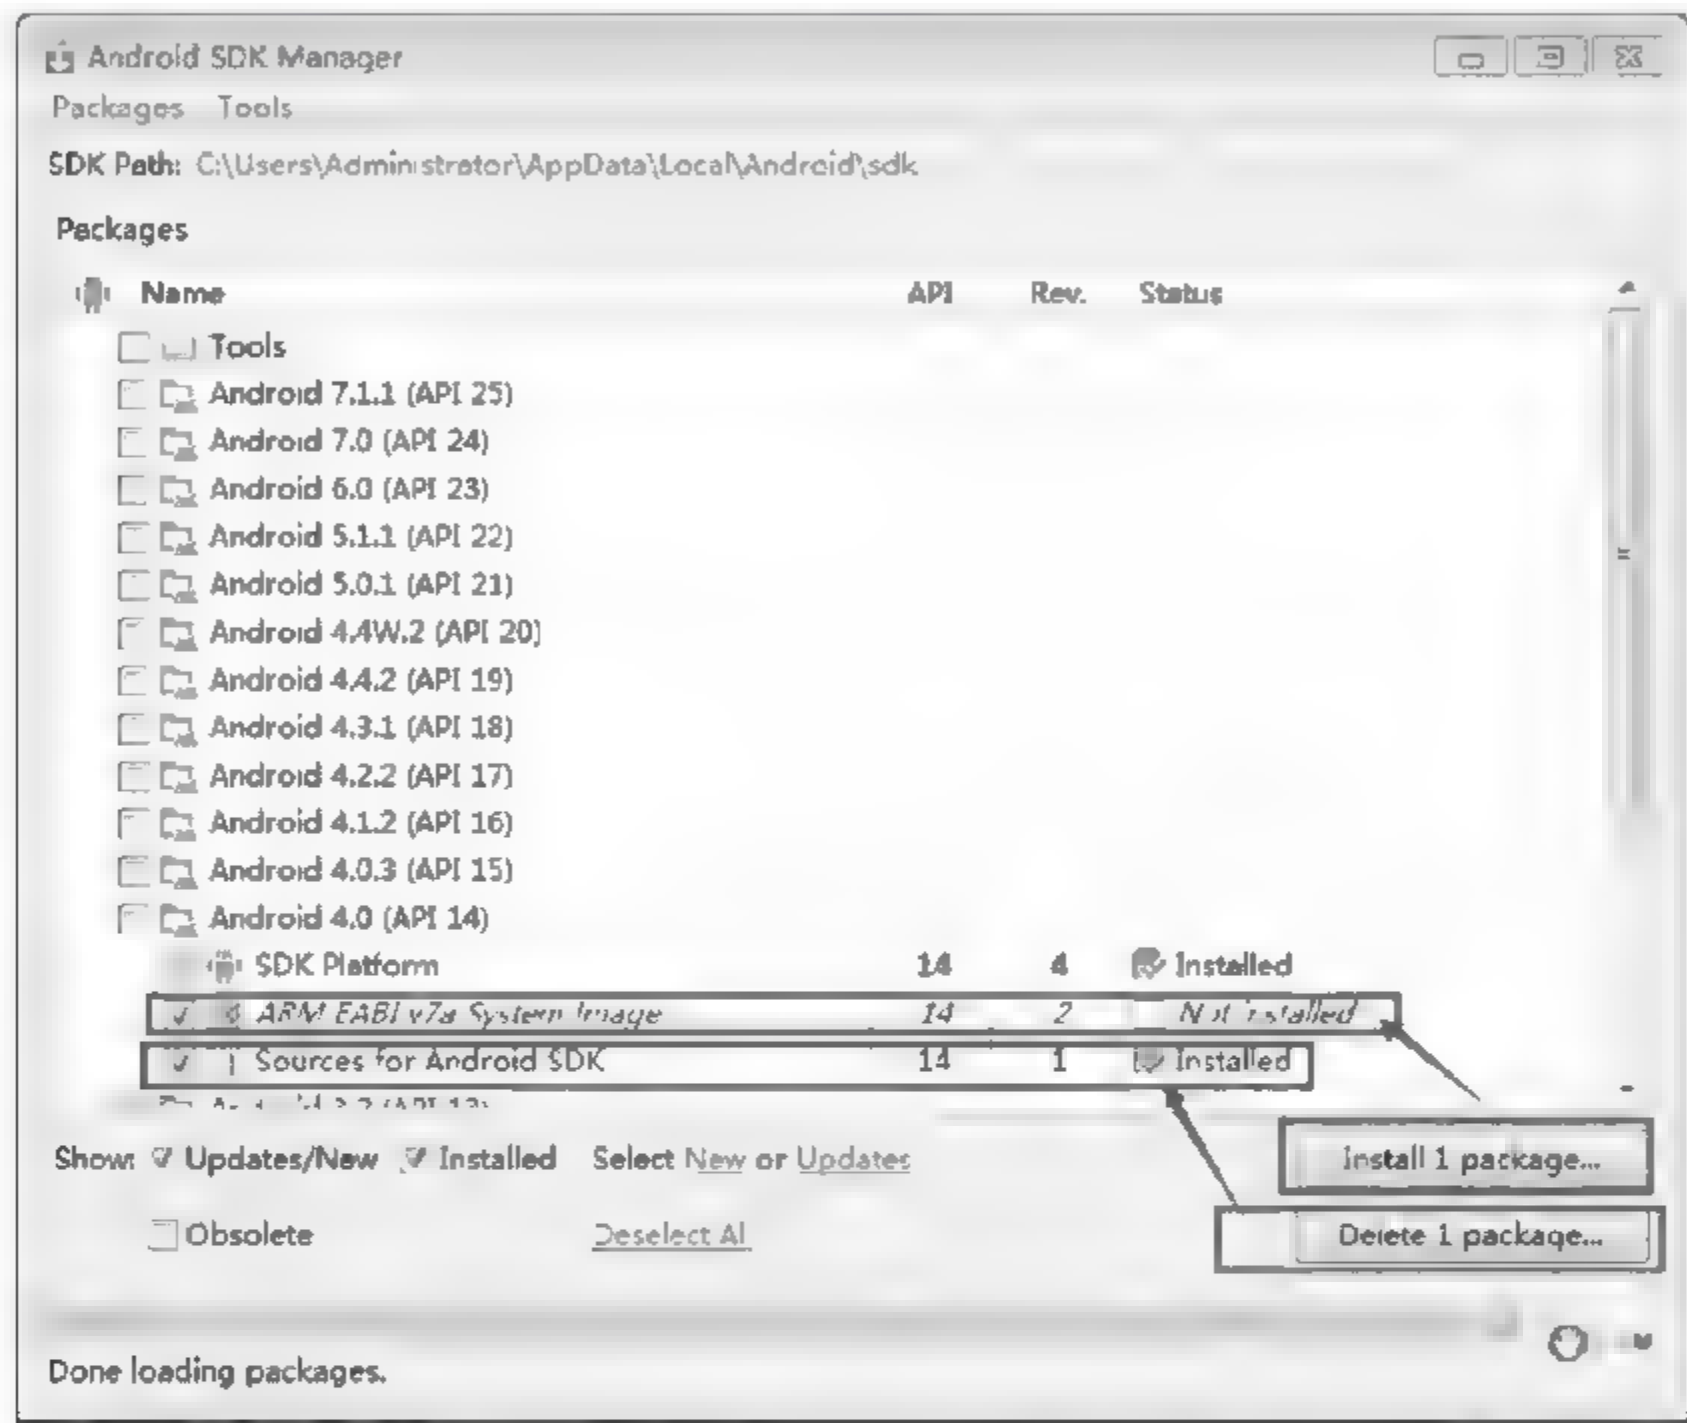 Android SDK Manager
Packages Tools
SDK Path: C:\Users\Administrator\AppData\Local\Android\sdk
Packages
Name API Rev. Status
Tools
Android 7.1.1 (API 25)
Android 7.0 (API 24)
Android 6.0 (API 23)
Android 5.1.1 (API 22)
Android 5.0.1 (API 21)
Android 4.4W.2 (API 20)
Android 4.4.2 (API 19)
Android 4.3.1 (API 18)
Android 4.2.2 (API 17)
Android 4.1.2 (API 16)
Android 4.0.3 (API 15)
Android 4.0 (API 14)
SDK Platform 14 4 Installed
ARM EABI v7a System Image 14 2 Not installed
Sources for Android SDK 14 1 Installed
Show: Updates/New Installed Select New or Updates Install 1 package...
Obsolete Deselect All Delete 1 package...
Done loading packages.